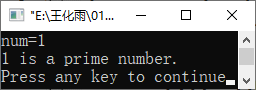 "E:\王化雨\01...
num=1
1 is a prime number.
Press any key to continue